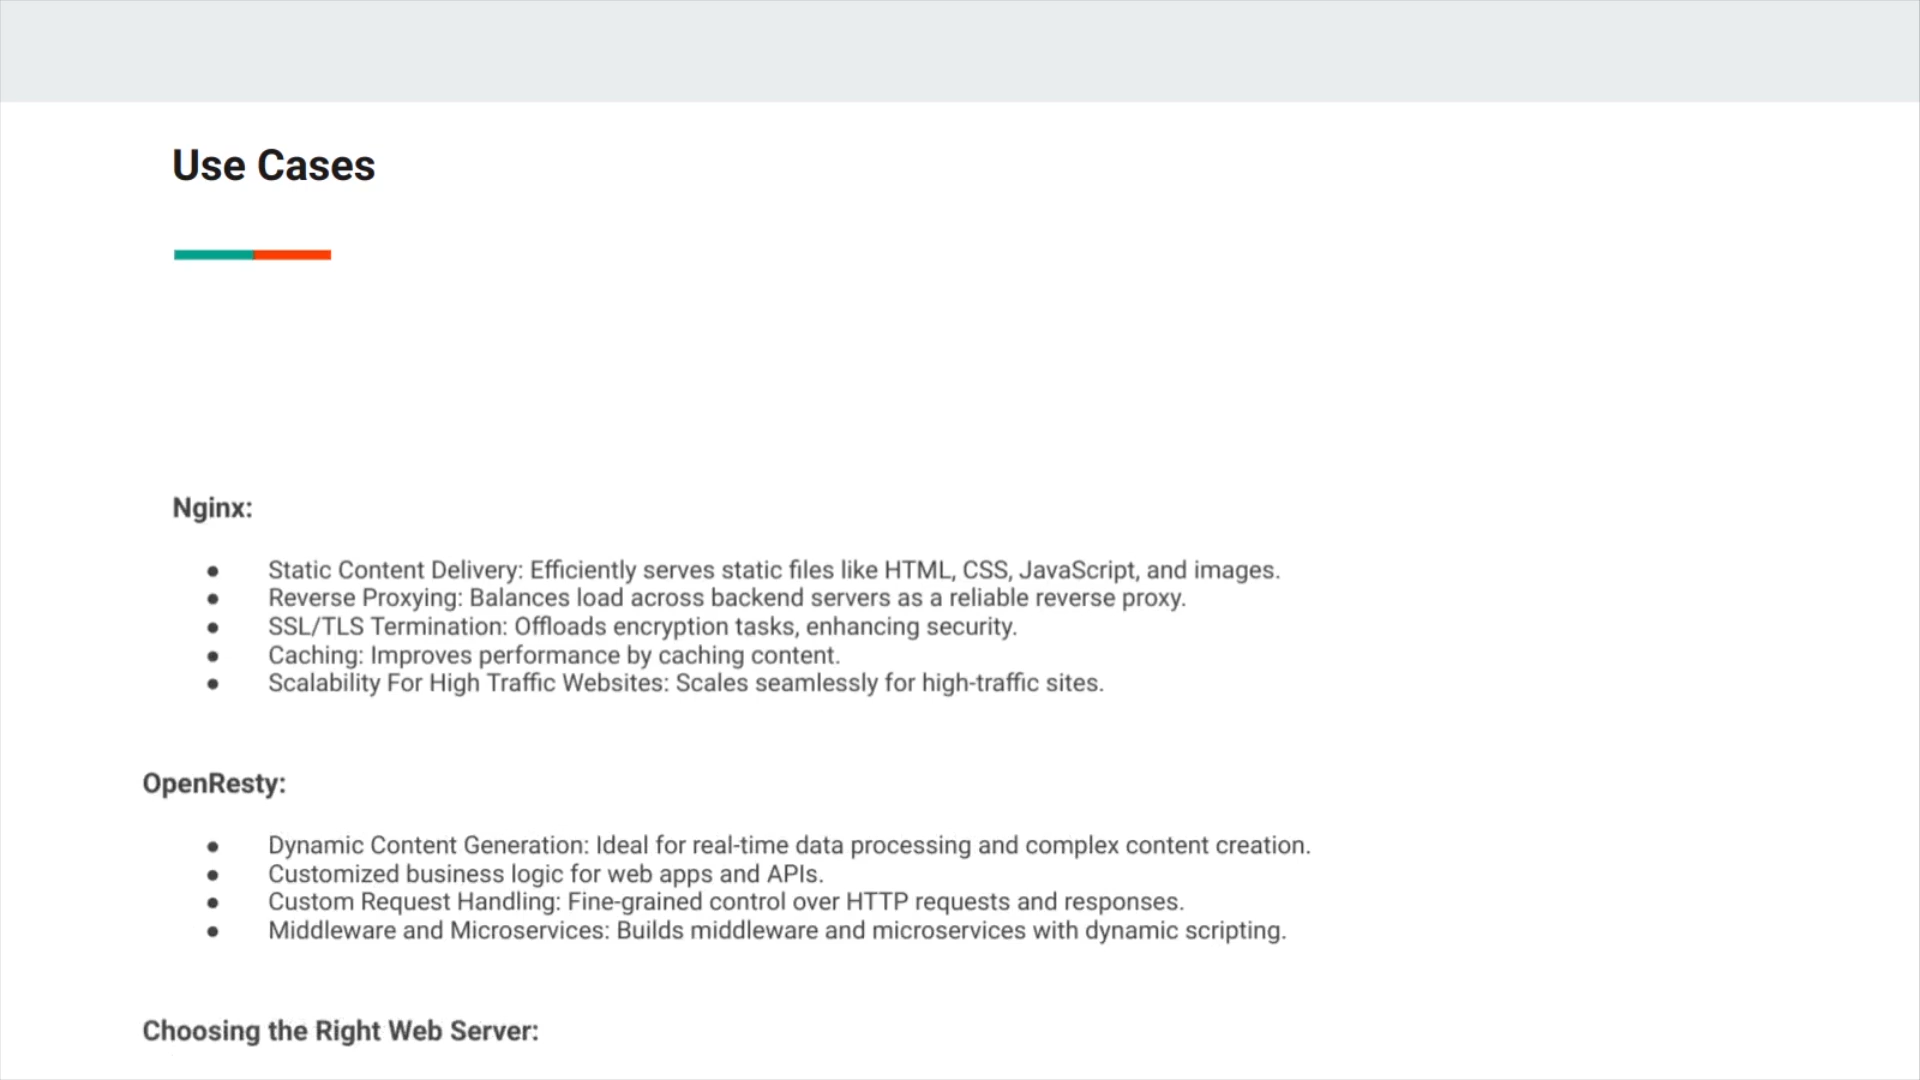 Use Cases
Nginx:
● Static Content Delivery: Efficiently serves static files like HTML, CSS, JavaScript, and images.
● Reverse Proxying: Balances load across backend servers as a reliable reverse proxy.
● SSL/TLS Termination: Offloads encryption tasks, enhancing security.
● Caching: Improves performance by caching content.
● Scalability For High Traffic Websites: Scales seamlessly for high-traffic sites.
OpenResty:
● Dynamic Content Generation: Ideal for real-time data processing and complex content creation.
● Customized business logic for web apps and APIs.
● Custom Request Handling: Fine-grained control over HTTP requests and responses.
● Middleware and Microservices: Builds middleware and microservices with dynamic scripting.
Choosing the Right Web Server: